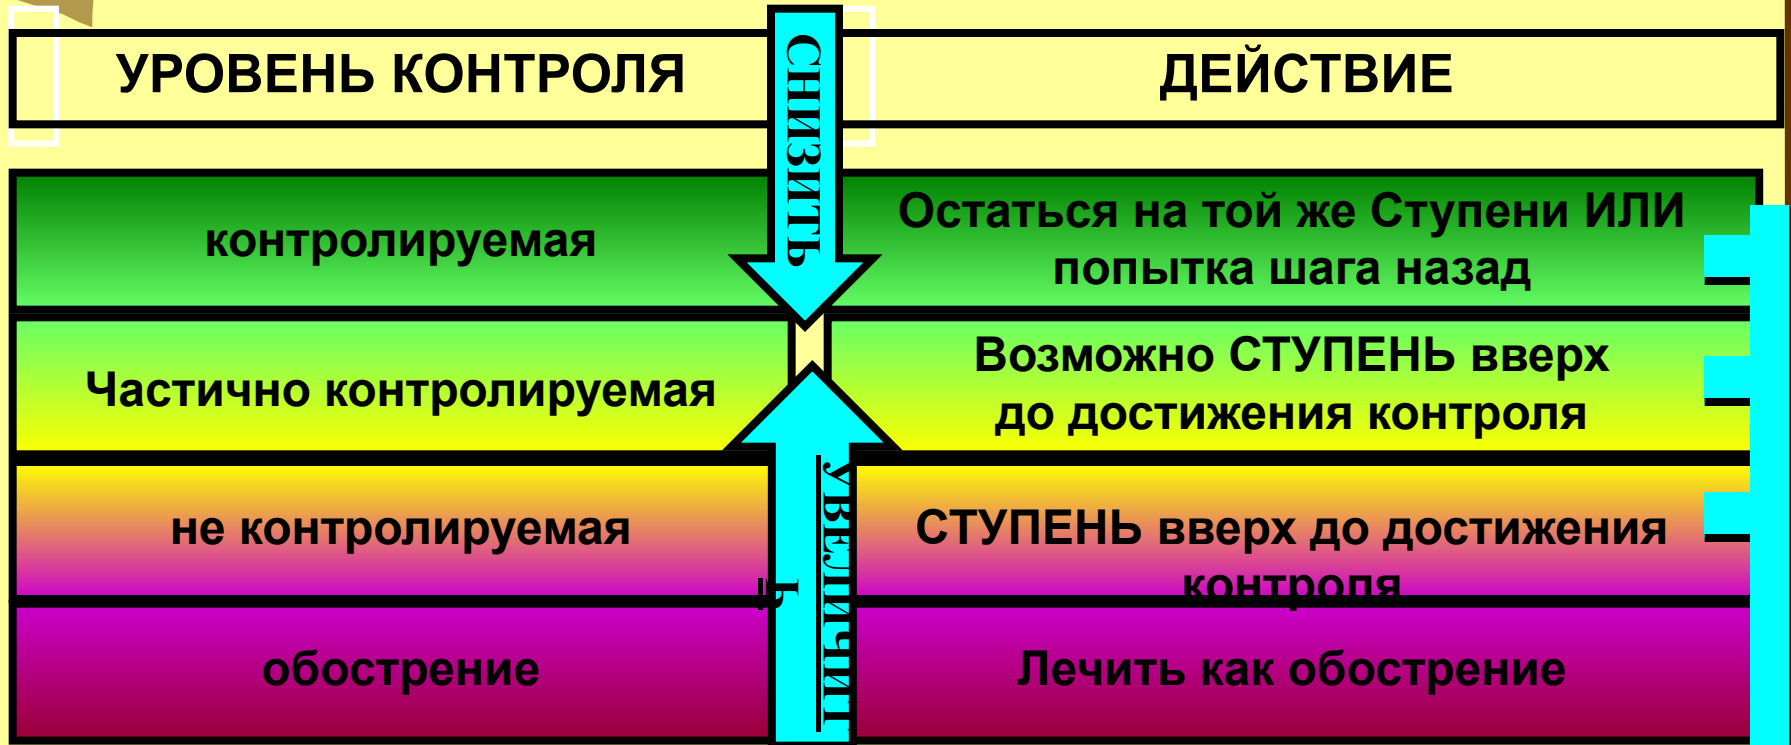 УРОВЕНЬ КОНТРОЛЯ
ДЕЙСТВИЕ
СНИЗИТЬ
контролируемая
Остаться на той же Ступени ИЛИ
попытка шага назад
Частично контролируемая
Возможно СТУПЕНЬ вверх
до достижения контроля
не контролируемая
СТУПЕНЬ вверх до достижения
контроля
УВЕЛИЧИТ
Ь
обострение
Лечить как обострение